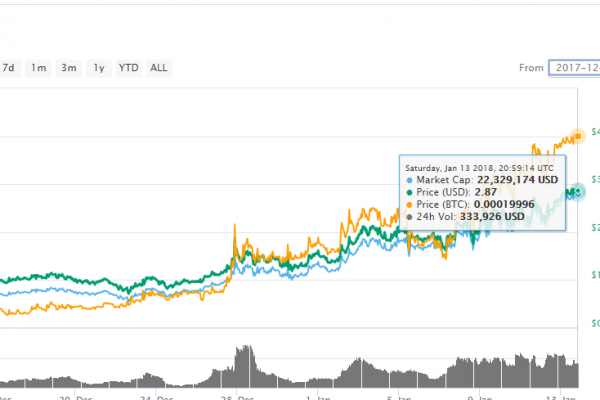 7d 1m 3m 1y YTD ALL From 2017-12
$4
Saturday, Jan 13 2018, 20:59:14 UTC
Market Cap: 22,329,174 USD
Price (USD): 2.87
Price (BTC): 0.00019996
24h Vol: 333,926 USD
$3
$2
$1
$0
Dec 20. Dec 24. Dec 28. Dec 1. Jan 5. Jan 9. Jan 13. Jan